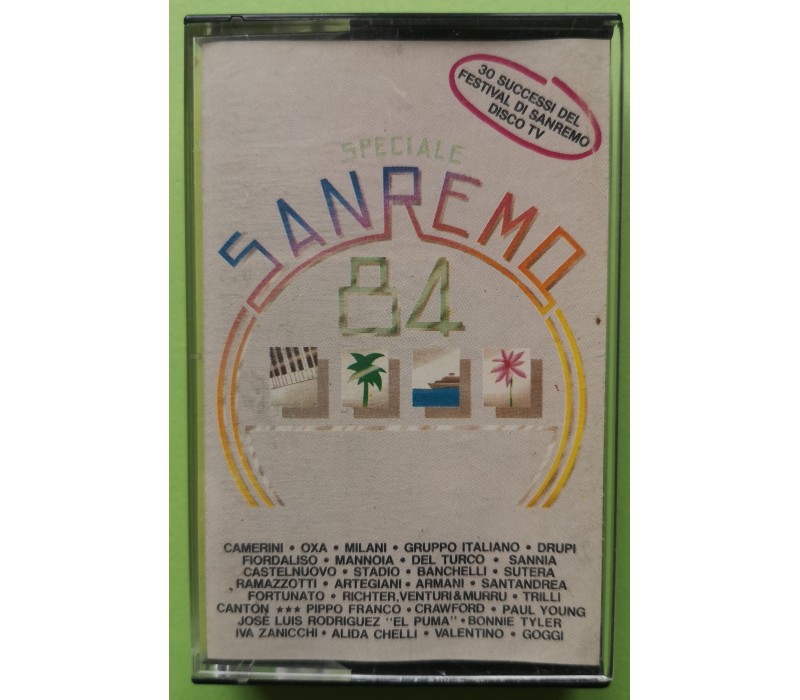 30 SUCCESSI DEL
FESTIVAL DI SANREMO
DISCO TV
SPECIALE
SANREMO
84
CAMERINI • OXA • MILANI • GRUPPO ITALIANO • DRUPI
FIORDALISO • MANNOIA • DEL TURCO • SANNIA
CASTELNUOVO • STADIO • BANCHELLI • SUTERA
RAMAZZOTTI • ARTEGIANI • ARMANI • SANTANDREA
FORTUNATO • RICHTER, VENTURI & MURRU • TRILLI
CANTON ★★★ PIPPO FRANCO • CRAWFORD • PAUL YOUNG
JOSÈ LUIS RODRIGUEZ "EL PUMA" • BONNIE TYLER
IVA ZANICCHI • ALIDA CHELLI • VALENTINO • GOGGI